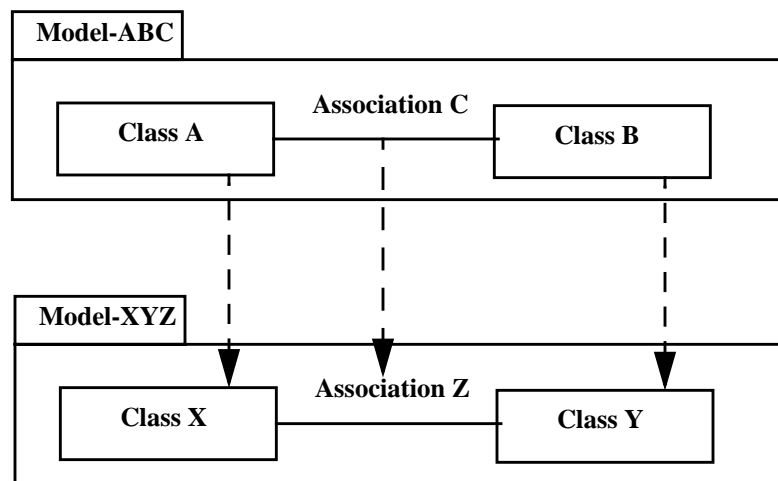 Model-ABC
Association C
Class A
Class B
Model-XYZ
Association Z
Class X
Class Y